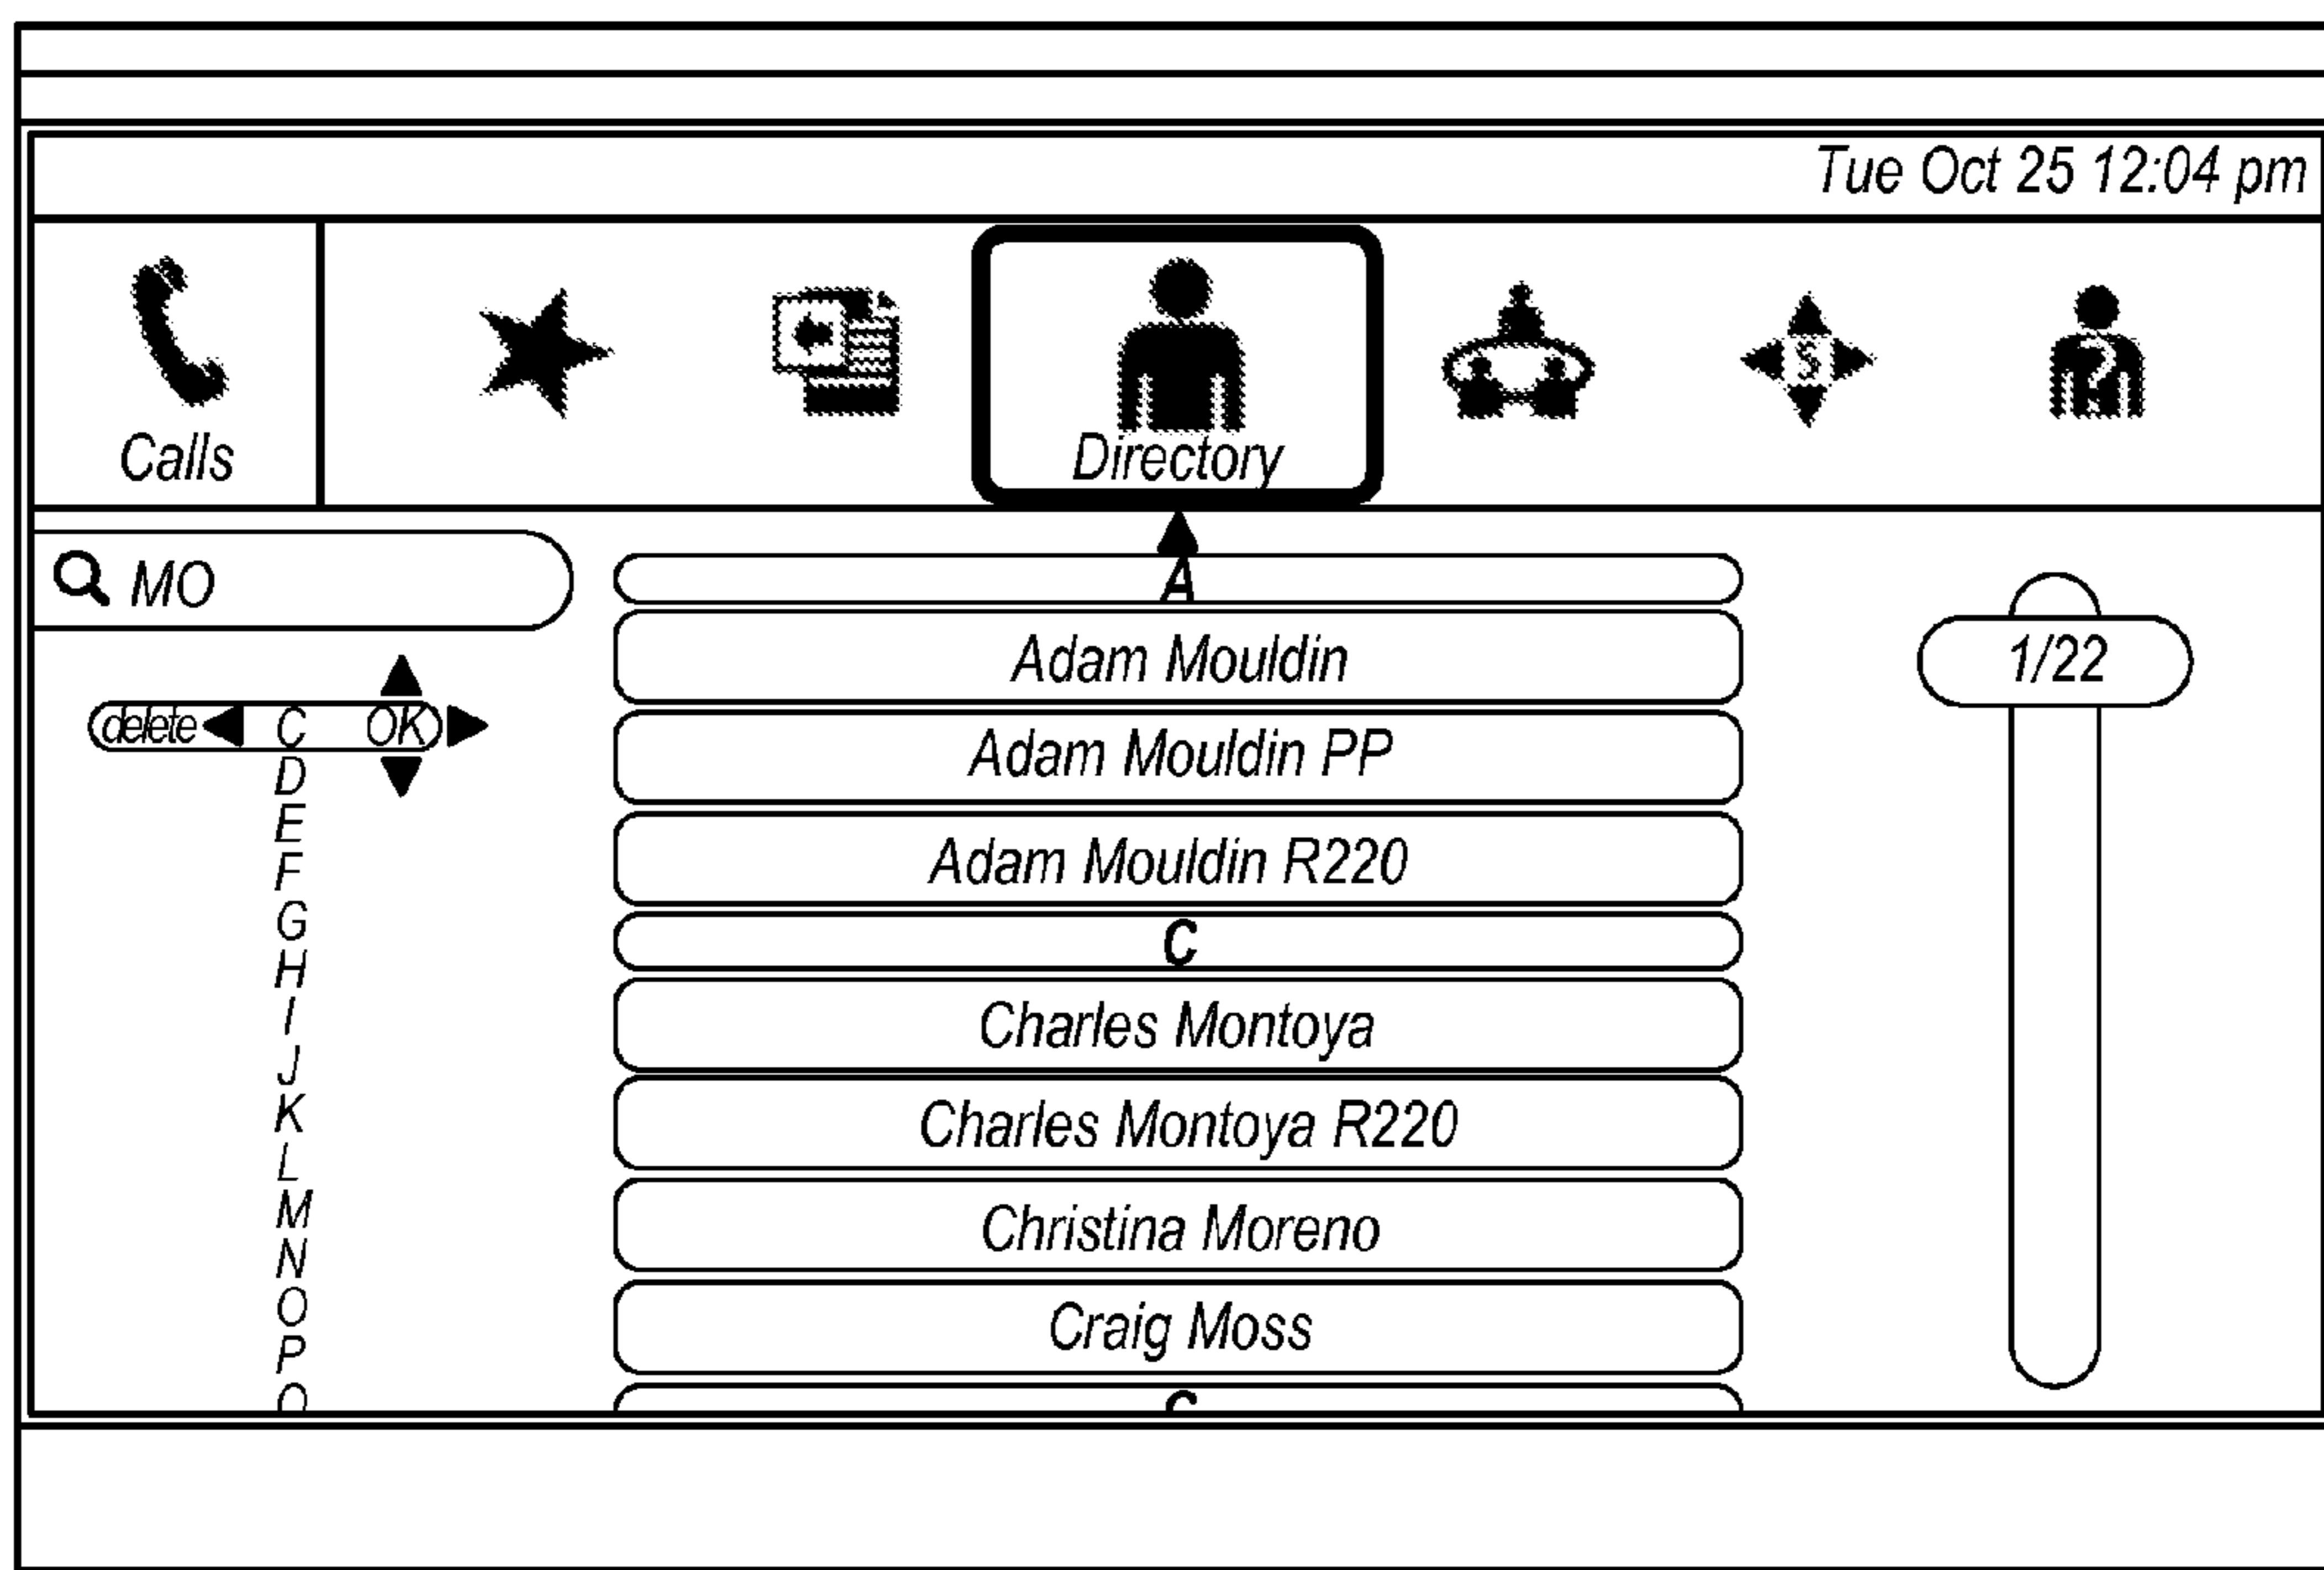 Tue Oct 25 12:04 pm
Calls
Directory
MO
delete C OK
D
E
F
G
H
I
J
K
L
M
N
O
P
A
Adam Mouldin
Adam Mouldin PP
Adam Mouldin R220
C
Charles Montoya
Charles Montoya R220
Christina Moreno
Craig Moss
1/22